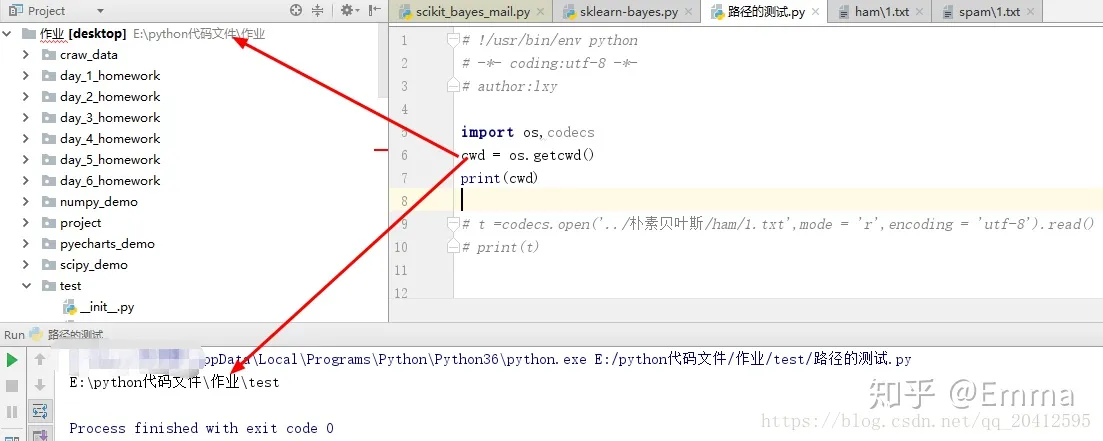 Project
scikit_bayes_mail.py
sklearn-bayes.py
路径的测试.py
ham\1.txt
spam\1.txt
作业 [desktop] E:\python代码文件\作业
craw_data
day_1_homework
day_2_homework
day_3_homework
day_4_homework
day_5_homework
day_6_homework
numpy_demo
project
pyecharts_demo
scipy_demo
test
__init__.py
1 # !/usr/bin/env python
2 # -*- coding:utf-8 -*-
3 # author:lxy
4
5 import os,codecs
6 cwd = os.getcwd()
7 print(cwd)
8
9 # t =codecs.open('../朴素贝叶斯/ham/1.txt',mode = 'r',encoding = 'utf-8').read()
10 # print(t)
11
12
Run 路径的测试
ppData\Local\Programs\Python\Python36\python.exe E:/python代码文件/作业/test/路径的测试.py
E:\python代码文件\作业\test
Process finished with exit code 0
知乎 @Emma
https://blog.csdn.net/qq_20412595